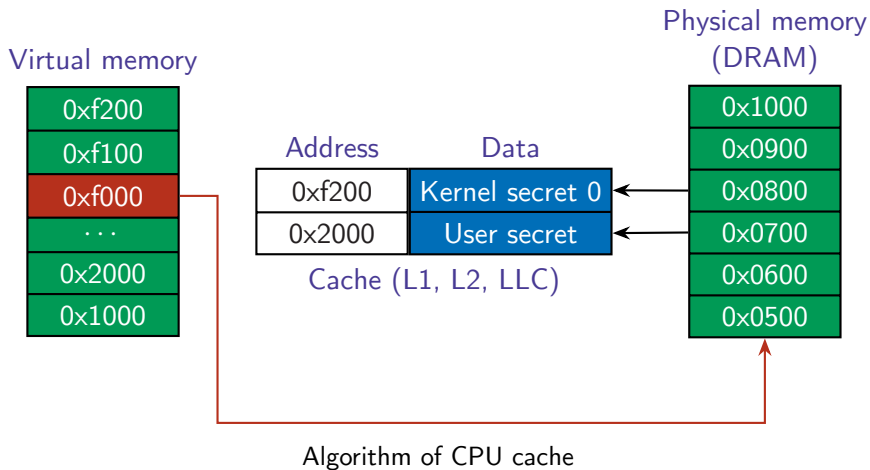 Virtual memory
0xf200
0xf100
0xf000
···
0x2000
0x1000
Address Data
0xf200 Kernel secret 0
0x2000 User secret
Cache (L1, L2, LLC)
Physical memory
(DRAM)
0x1000
0x0900
0x0800
0x0700
0x0600
0x0500
Algorithm of CPU cache